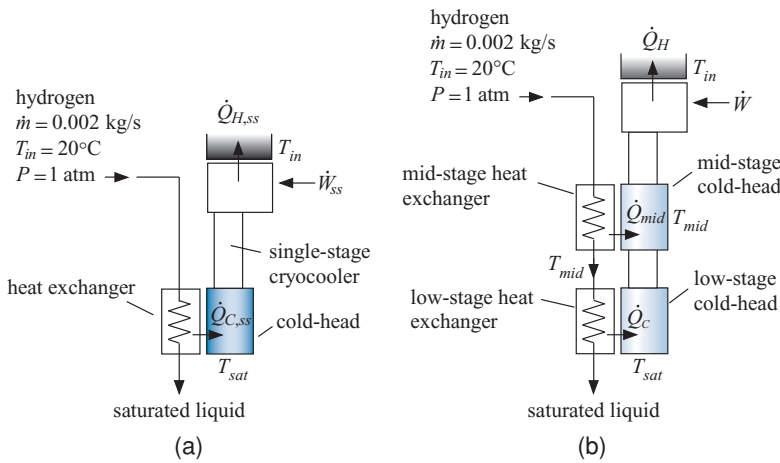 hydrogen
ṁ = 0.002 kg/s
T_in = 20°C
P = 1 atm
Q̇_H,ss
T_in
Ẇ_ss
single-stage
cryocooler
heat exchanger
Q̇_C,ss
cold-head
T_sat
saturated liquid
(a)
hydrogen
ṁ = 0.002 kg/s
T_in = 20°C
P = 1 atm
Q̇_H
T_in
Ẇ
mid-stage heat
exchanger
mid-stage
cold-head
Q̇_mid
T_mid
T_mid
low-stage heat
exchanger
low-stage
cold-head
Q̇_C
T_sat
saturated liquid
(b)